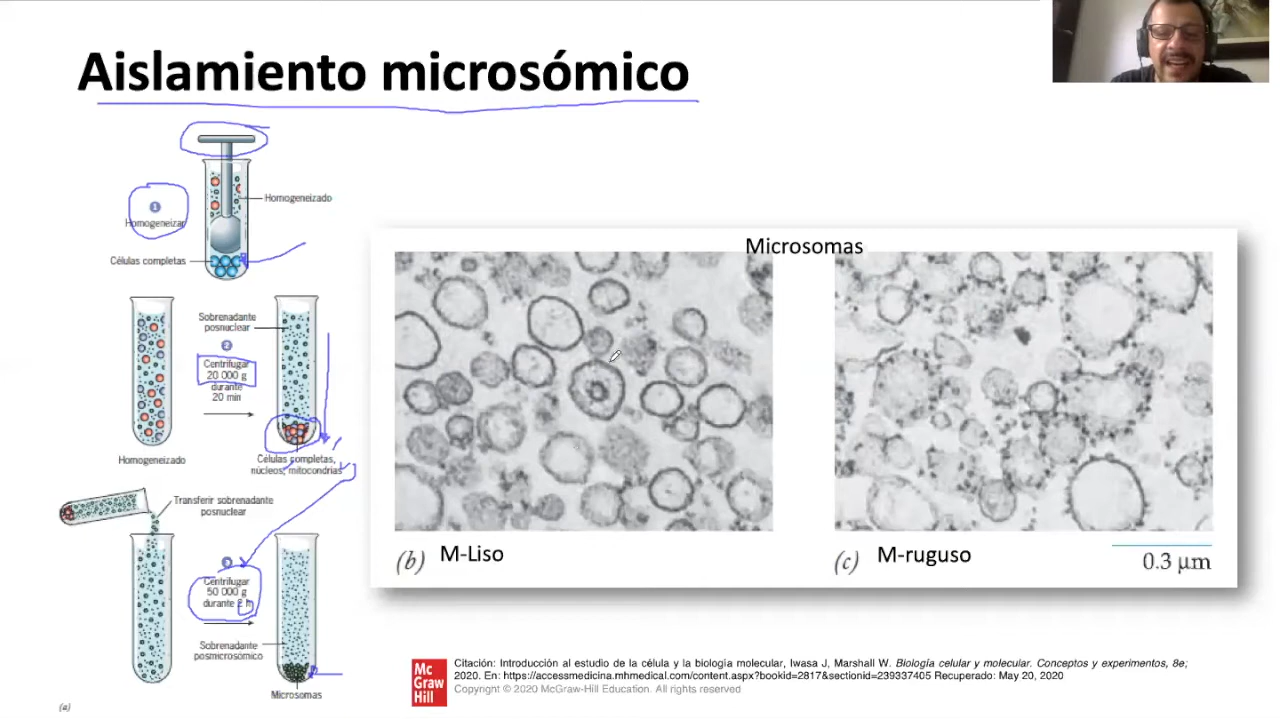 Aislamiento microsómico
1
Homogeneizar
Homogeneizado
Células completas
Sobrenadante
posnuclear
2
Centrifugar
20 000 g
durante
20 min
Homogeneizado
Células completas,
núcleos, mitocondrias
Transferir sobrenadante
posnuclear
3
Centrifugar
50 000 g
durante 2 h
Sobrenadante
posmicrosómico
Microsomas
(a)
Microsomas
(b) M-Liso
(c) M-ruguso
0.3 μm
Mc
Graw
Hill
Citación: Introducción al estudio de la célula y la biología molecular, Iwasa J, Marshall W. Biología celular y molecular. Conceptos y experimentos, 8e;
2020. En: https://accessmedicina.mhmedical.com/content.aspx?bookid=2817&sectionid=239337405 Recuperado: May 20, 2020
Copyright © 2020 McGraw-Hill Education. All rights reserved